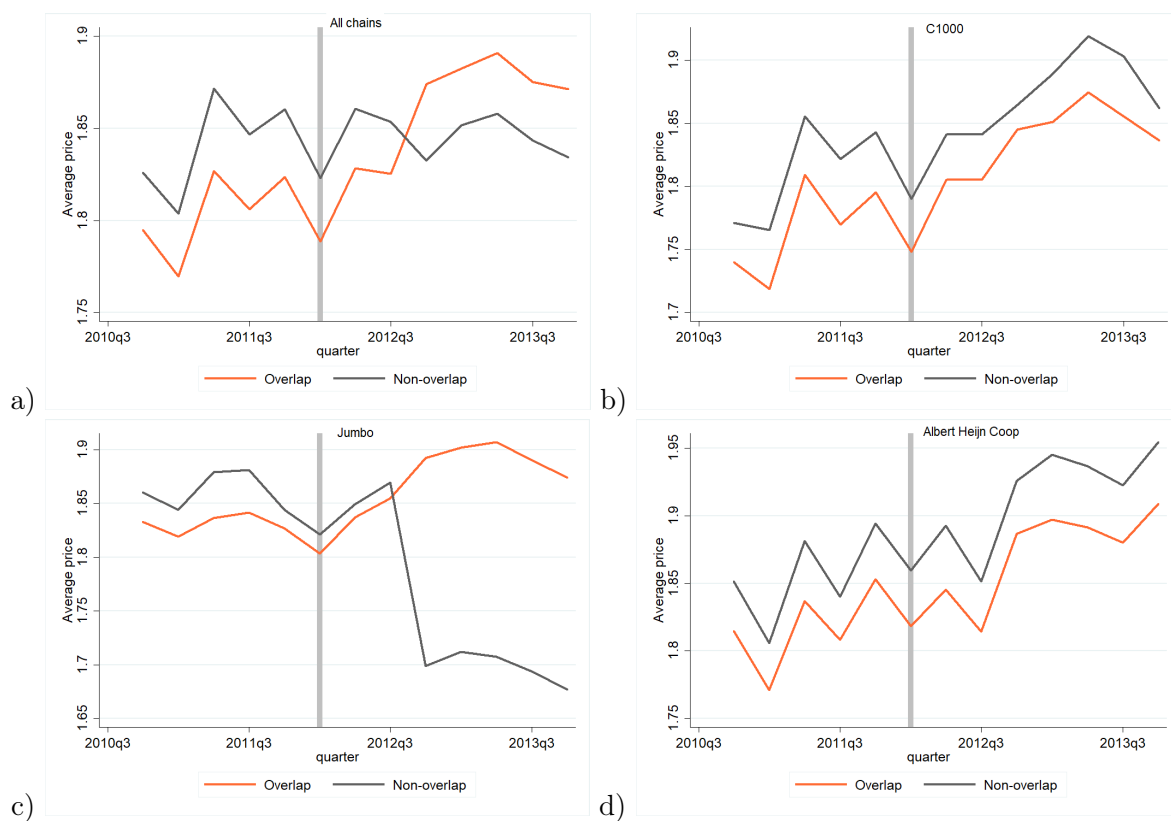 All chains
Average price
1.75 1.8 1.85 1.9
2010q3 2011q3 2012q3 2013q3
quarter
Overlap Non-overlap
a)
C1000
Average price
1.7 1.75 1.8 1.85 1.9
2010q3 2011q3 2012q3 2013q3
quarter
Overlap Non-overlap
b)
Jumbo
Average price
1.65 1.7 1.75 1.8 1.85 1.9
2010q3 2011q3 2012q3 2013q3
quarter
Overlap Non-overlap
c)
Albert Heijn Coop
Average price
1.75 1.8 1.85 1.9 1.95
2010q3 2011q3 2012q3 2013q3
quarter
Overlap Non-overlap
d)